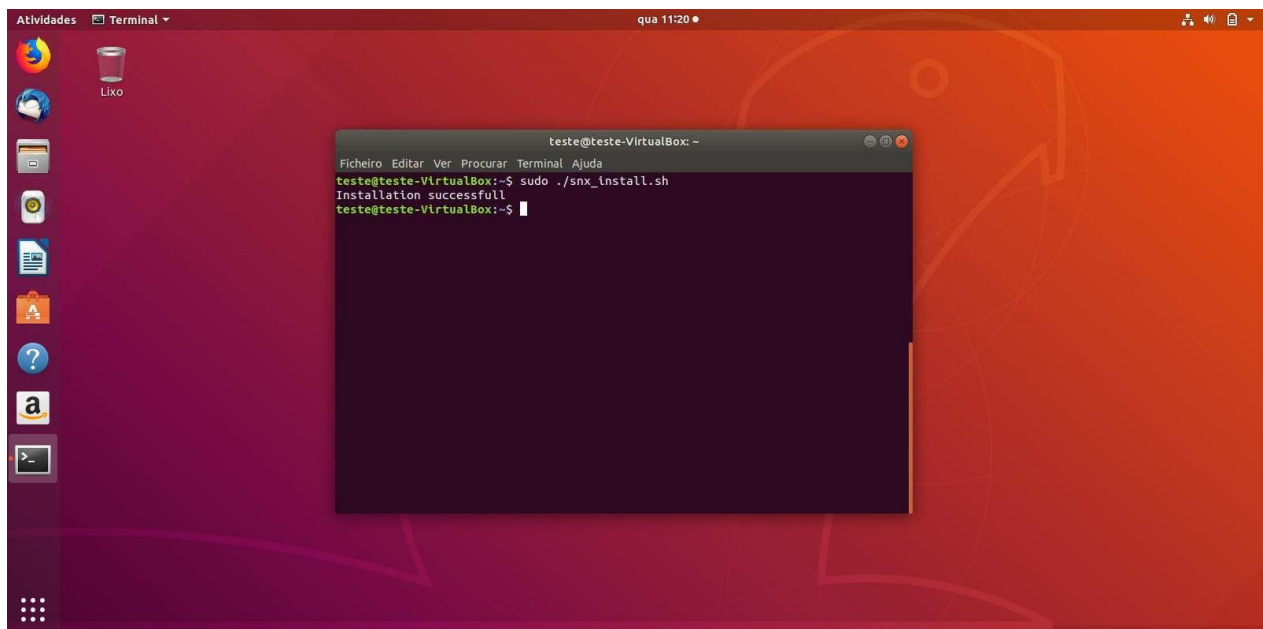 Atividades Terminal qua 11:20
Lixo
teste@teste-VirtualBox: ~
Ficheiro Editar Ver Procurar Terminal Ajuda
teste@teste-VirtualBox:~$ sudo ./snx_install.sh
Installation successfull
teste@teste-VirtualBox:~$